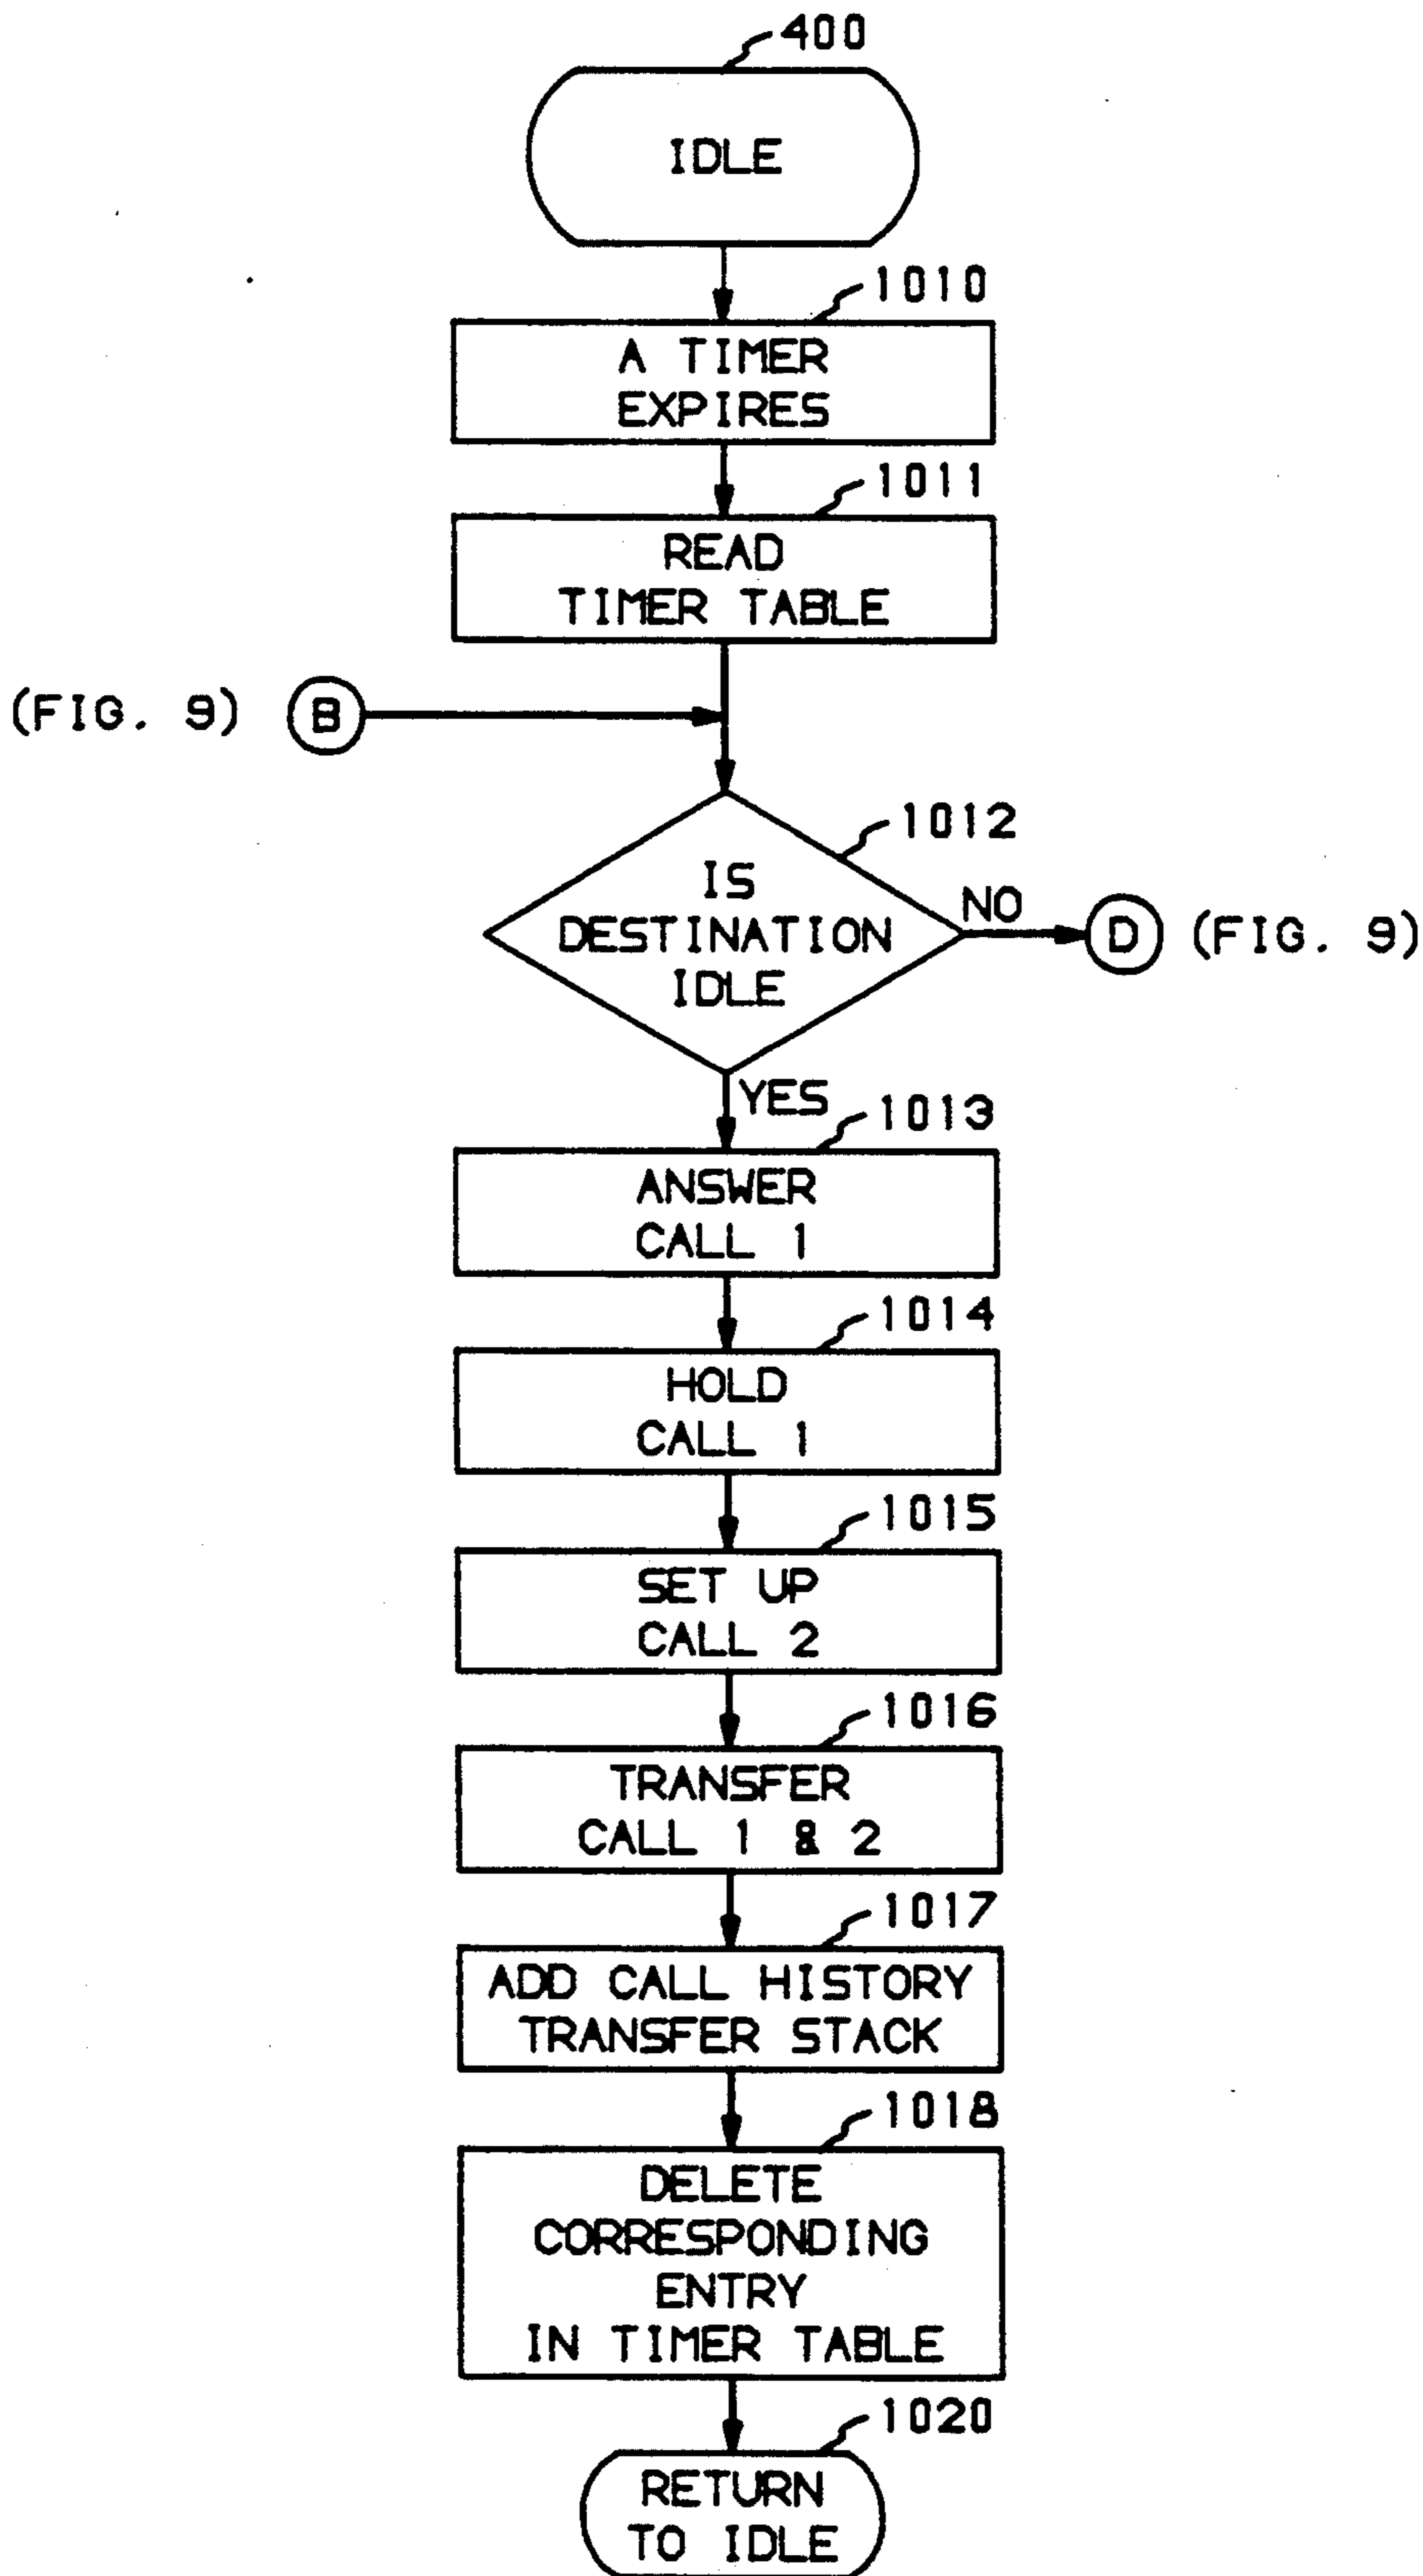 400
IDLE
1010
A TIMER
EXPIRES
1011
READ
TIMER TABLE
(FIG. 9) B
1012
IS
DESTINATION
IDLE
NO
D (FIG. 9)
YES
1013
ANSWER
CALL 1
1014
HOLD
CALL 1
1015
SET UP
CALL 2
1016
TRANSFER
CALL 1 & 2
1017
ADD CALL HISTORY
TRANSFER STACK
1018
DELETE
CORRESPONDING
ENTRY
IN TIMER TABLE
1020
RETURN
TO IDLE